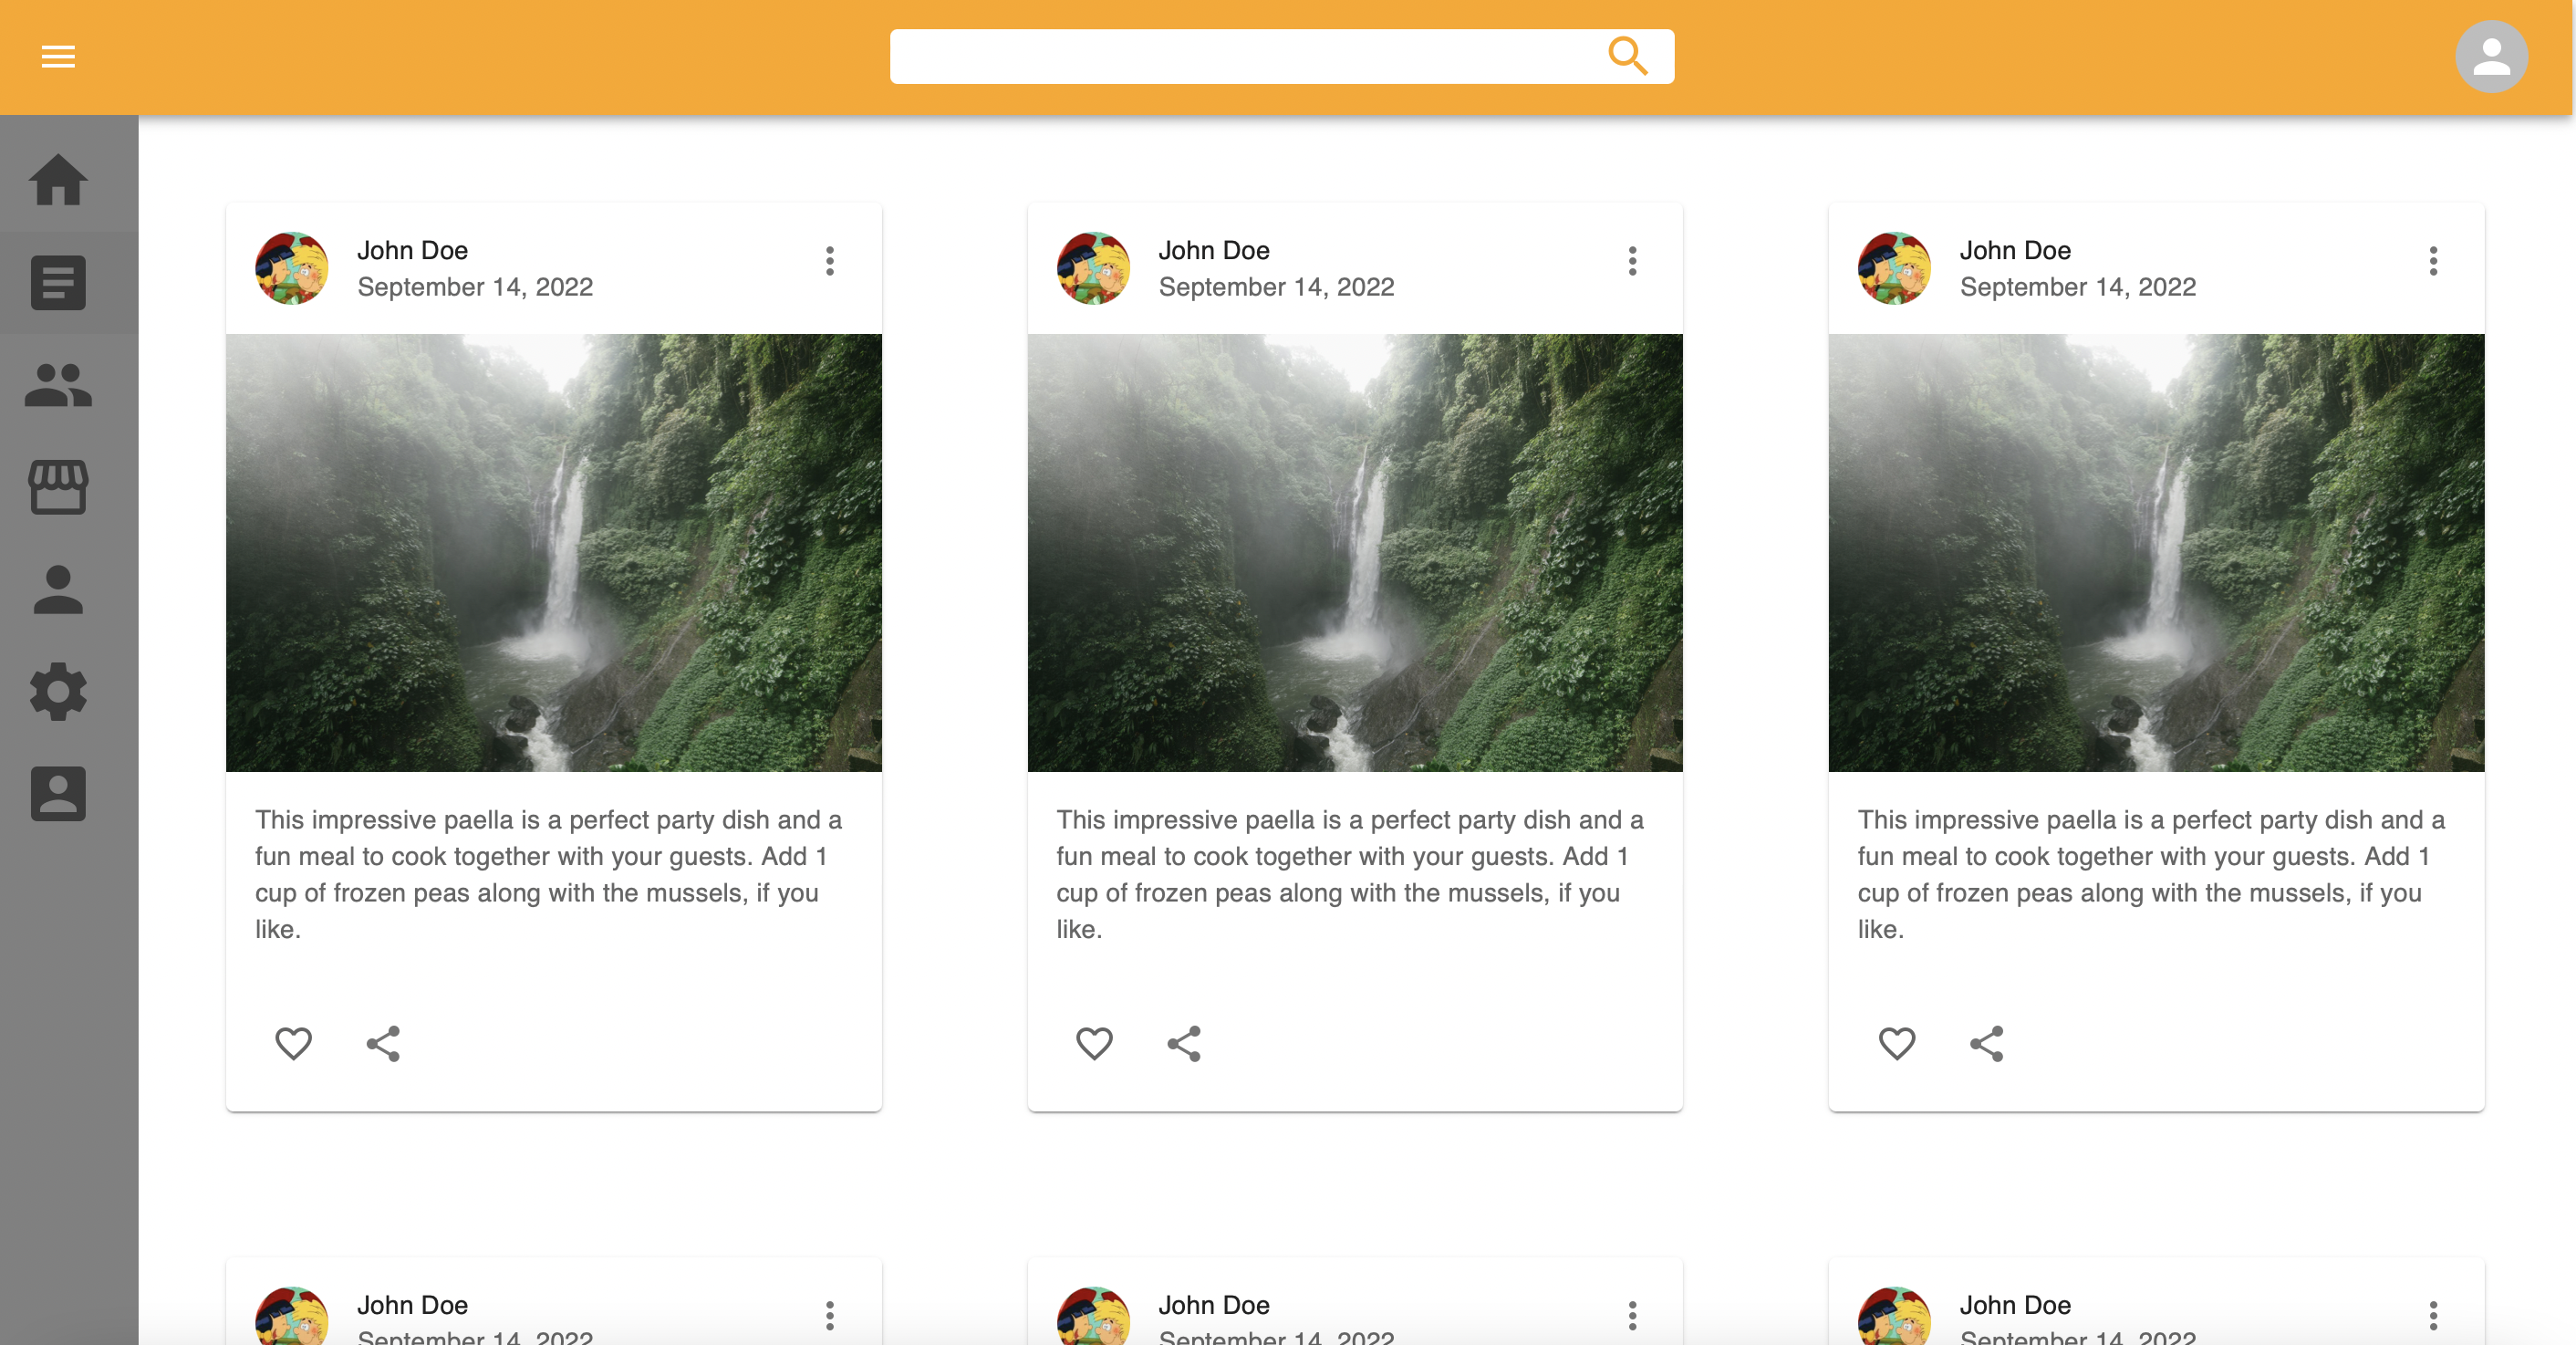 John Doe
September 14, 2022
This impressive paella is a perfect party dish and a
fun meal to cook together with your guests. Add 1
cup of frozen peas along with the mussels, if you
like.
John Doe
September 14, 2022
This impressive paella is a perfect party dish and a
fun meal to cook together with your guests. Add 1
cup of frozen peas along with the mussels, if you
like.
John Doe
September 14, 2022
This impressive paella is a perfect party dish and a
fun meal to cook together with your guests. Add 1
cup of frozen peas along with the mussels, if you
like.
John Doe
September 14, 2022
John Doe
September 14, 2022
John Doe
September 14, 2022